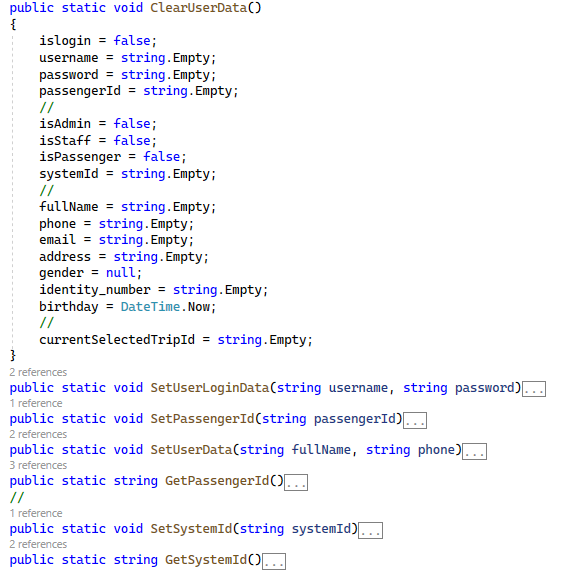 public static void ClearUserData()
{
islogin = false;
username = string.Empty;
password = string.Empty;
passengerId = string.Empty;
//
isAdmin = false;
isStaff = false;
isPassenger = false;
systemId = string.Empty;
//
fullName = string.Empty;
phone = string.Empty;
email = string.Empty;
address = string.Empty;
gender = null;
identity_number = string.Empty;
birthday = DateTime.Now;
//
currentSelectedTripId = string.Empty;
}
2 references
public static void SetUserLoginData(string username, string password)...
1 reference
public static void SetPassengerId(string passengerId)...
2 references
public static void SetUserData(string fullName, string phone)...
3 references
public static string GetPassengerId()...
//
1 reference
public static void SetSystemId(string systemId)...
2 references
public static string GetSystemId()...